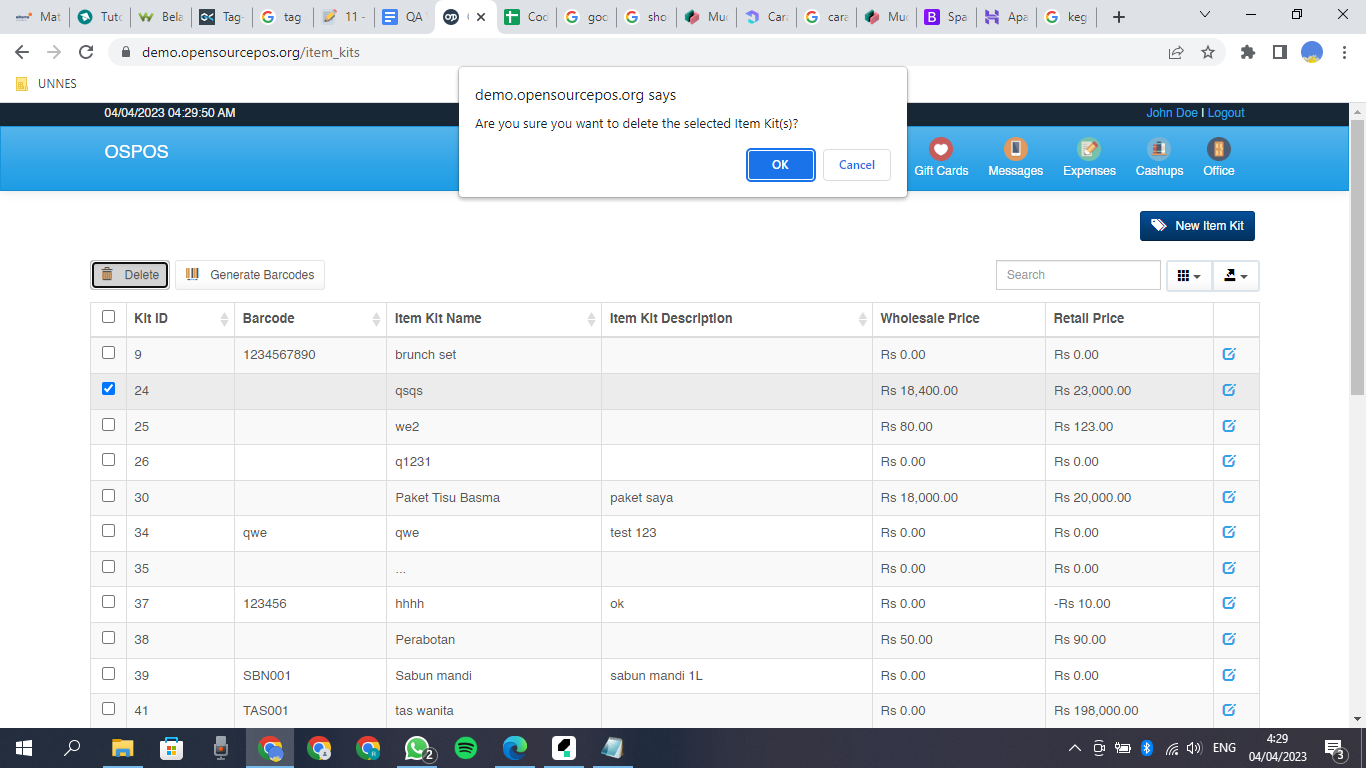 Mat
Tuto
Bela
Tag-
tag
11 -
QA
Cod
goo
sho
Muc
Cara
cara
Muc
Spa
Apa
keg
demo.opensourcepos.org/item_kits
UNNES
demo.opensourcepos.org says
Are you sure you want to delete the selected Item Kit(s)?
OK Cancel
04/04/2023 04:29:50 AM
John Doe | Logout
OSPOS
Gift Cards Messages Expenses Cashups Office
New Item Kit
Delete Generate Barcodes Search
Kit ID Barcode Item Kit Name Item Kit Description Wholesale Price Retail Price
9 1234567890 brunch set Rs 0.00 Rs 0.00
24 qsqs Rs 18,400.00 Rs 23,000.00
25 we2 Rs 80.00 Rs 123.00
26 q1231 Rs 0.00 Rs 0.00
30 Paket Tisu Basma paket saya Rs 18,000.00 Rs 20,000.00
34 qwe qwe test 123 Rs 0.00 Rs 0.00
35 ... Rs 0.00 Rs 0.00
37 123456 hhhh ok Rs 0.00 -Rs 10.00
38 Perabotan Rs 50.00 Rs 90.00
39 SBN001 Sabun mandi sabun mandi 1L Rs 0.00 Rs 0.00
41 TAS001 tas wanita Rs 0.00 Rs 198,000.00
2
ENG
4:29
04/04/2023
3